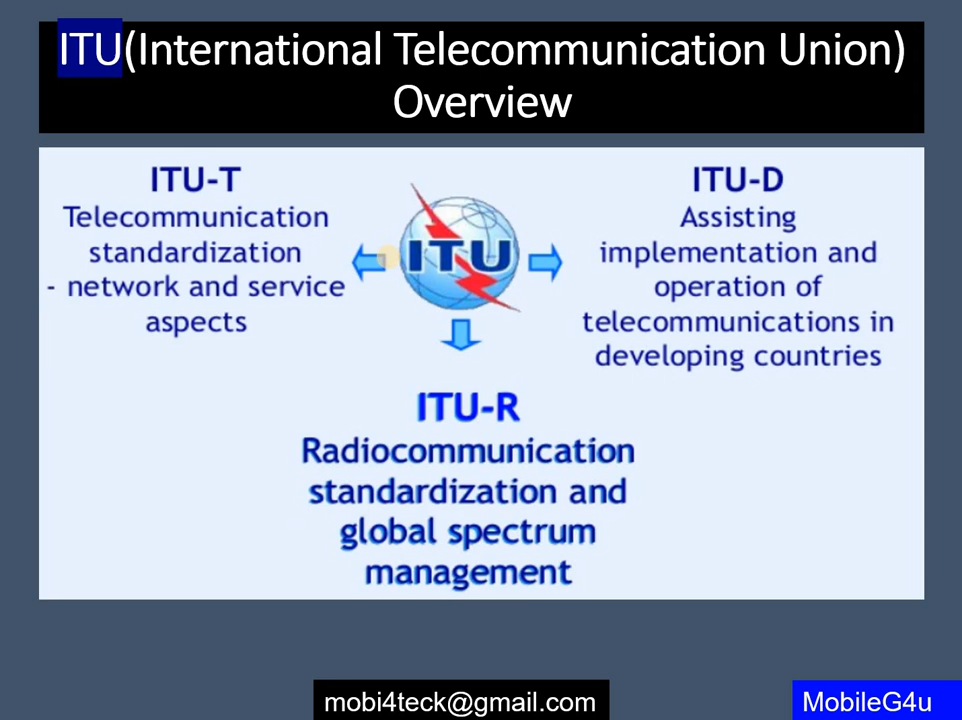 ITU(International Telecommunication Union)
Overview
ITU-T
Telecommunication
standardization
- network and service
aspects
ITU
ITU-D
Assisting
implementation and
operation of
telecommunications in
developing countries
ITU-R
Radiocommunication
standardization and
global spectrum
management
mobi4teck@gmail.com
MobileG4u